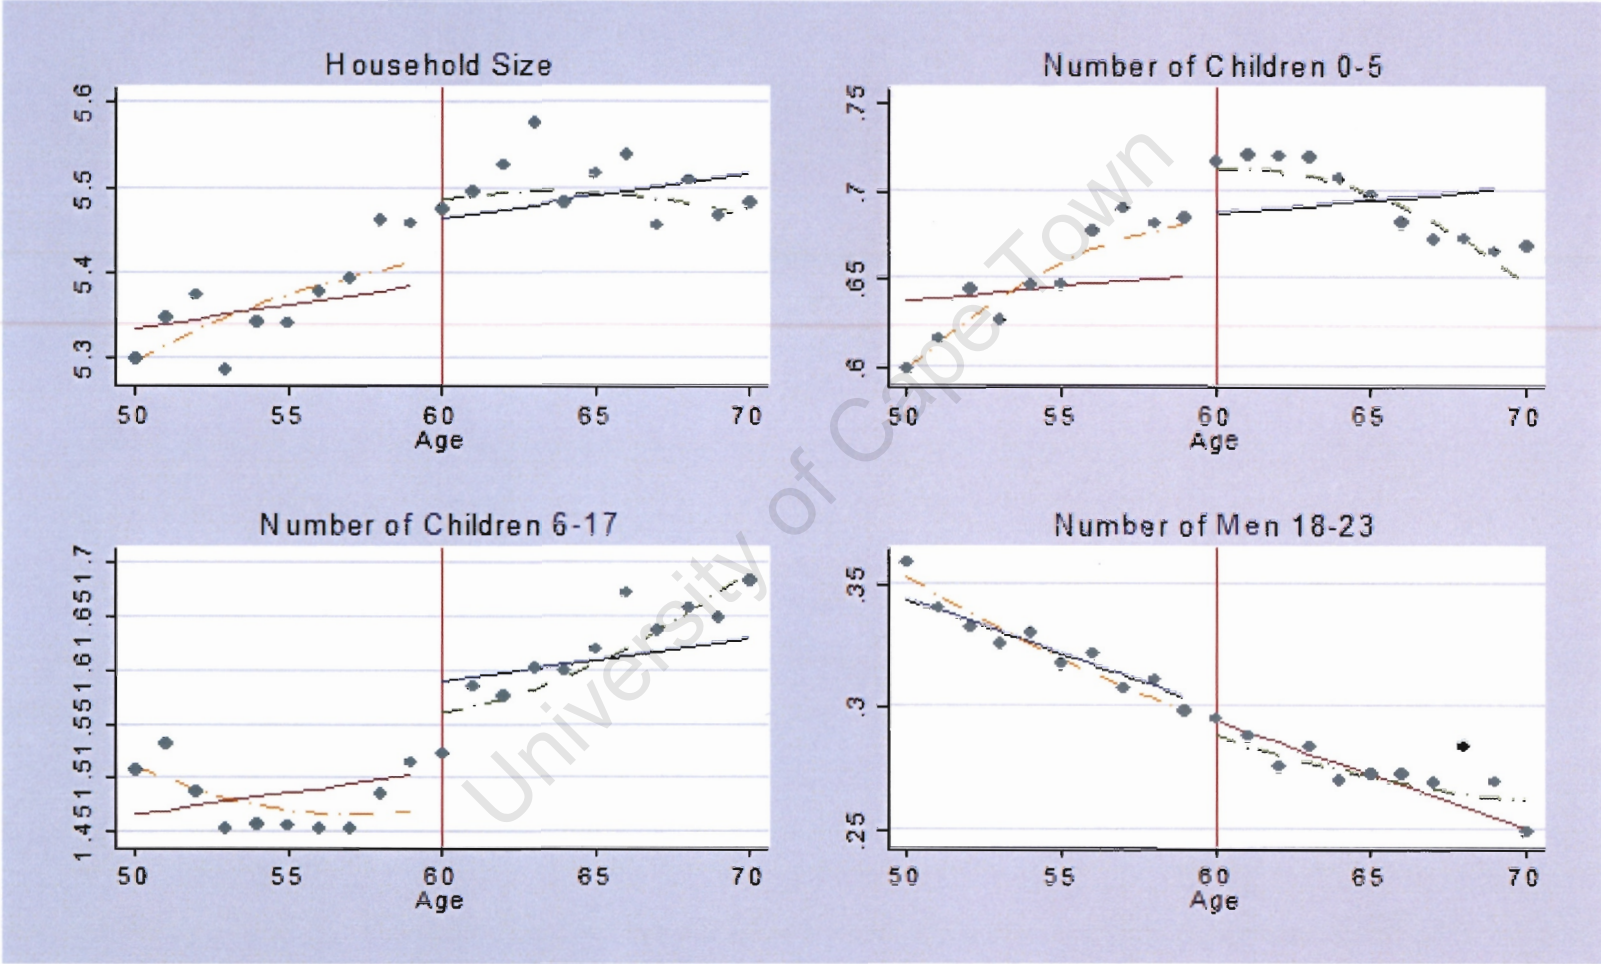 Household Size
5.3 5.4 5.5 5.6
50 55 60 65 70
Age
Number of Children 0-5
.6 .65 .7 .75
50 55 60 65 70
Age
Number of Children 6-17
1.45 1.5 1.55 1.6 1.65 1.7
50 55 60 65 70
Age
Number of Men 18-23
.25 .3 .35
50 55 60 65 70
Age
University of Cape Town